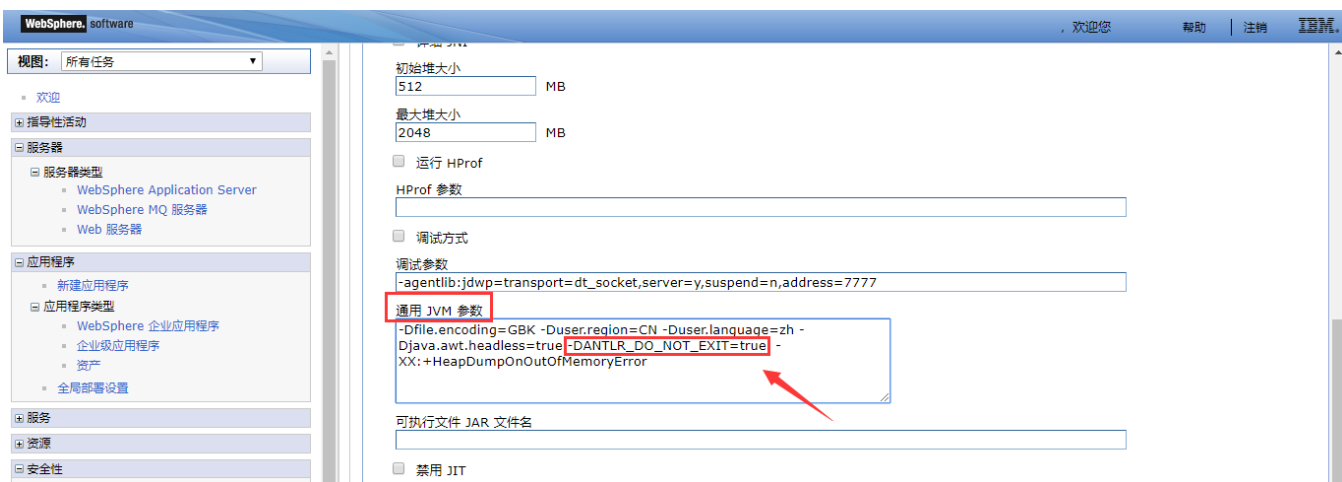 WebSphere. software
, 欢迎您
帮助
注销
IBM.
视图: 所有任务
欢迎
指导性活动
服务器
服务器类型
WebSphere Application Server
WebSphere MQ 服务器
Web 服务器
应用程序
新建应用程序
应用程序类型
WebSphere 企业应用程序
企业级应用程序
资产
全局部署设置
服务
资源
安全性
详细 JNI
初始堆大小
512 MB
最大堆大小
2048 MB
运行 HProf
HProf 参数
调试方式
调试参数
-agentlib:jdwp=transport=dt_socket,server=y,suspend=n,address=7777
通用 JVM 参数
-Dfile.encoding=GBK -Duser.region=CN -Duser.language=zh -
Djava.awt.headless=true -DANTLR_DO_NOT_EXIT=true -
XX:+HeapDumpOnOutOfMemoryError
可执行文件 JAR 文件名
禁用 JIT